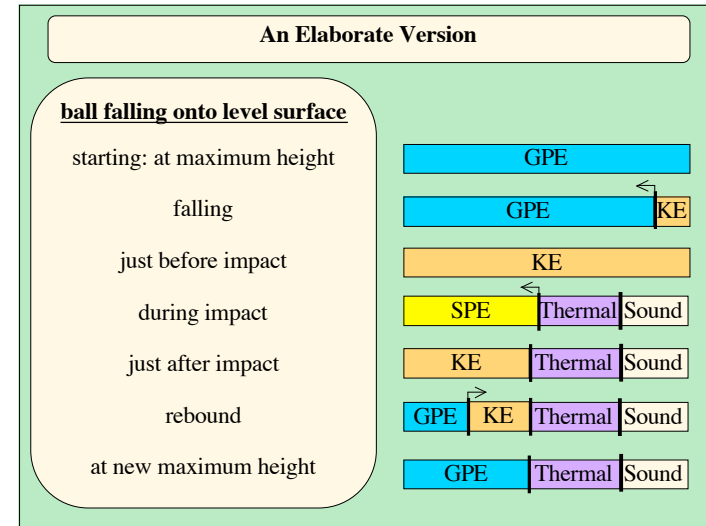 An Elaborate Version
ball falling onto level surface
starting: at maximum height
GPE
falling
GPE KE
just before impact
KE
during impact
SPE Thermal Sound
just after impact
KE Thermal Sound
rebound
GPE KE Thermal Sound
at new maximum height
GPE Thermal Sound